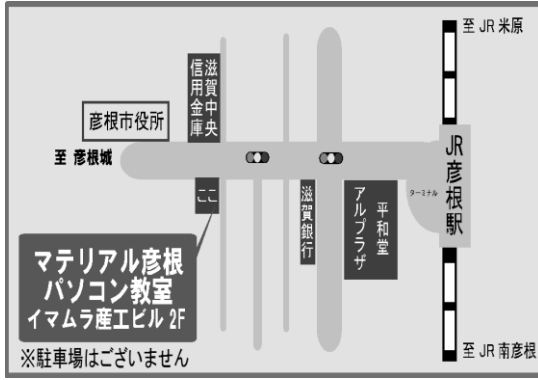 至 JR 米原
滋賀中央
信用金庫
彦根市役所
至 彦根城
JR彦根駅
ターミナル
ここ
滋賀銀行
平和堂
アルプラザ
マテリアル彦根
パソコン教室
イマムラ産工ビル 2F
※駐車場はございません
至 JR 南彦根